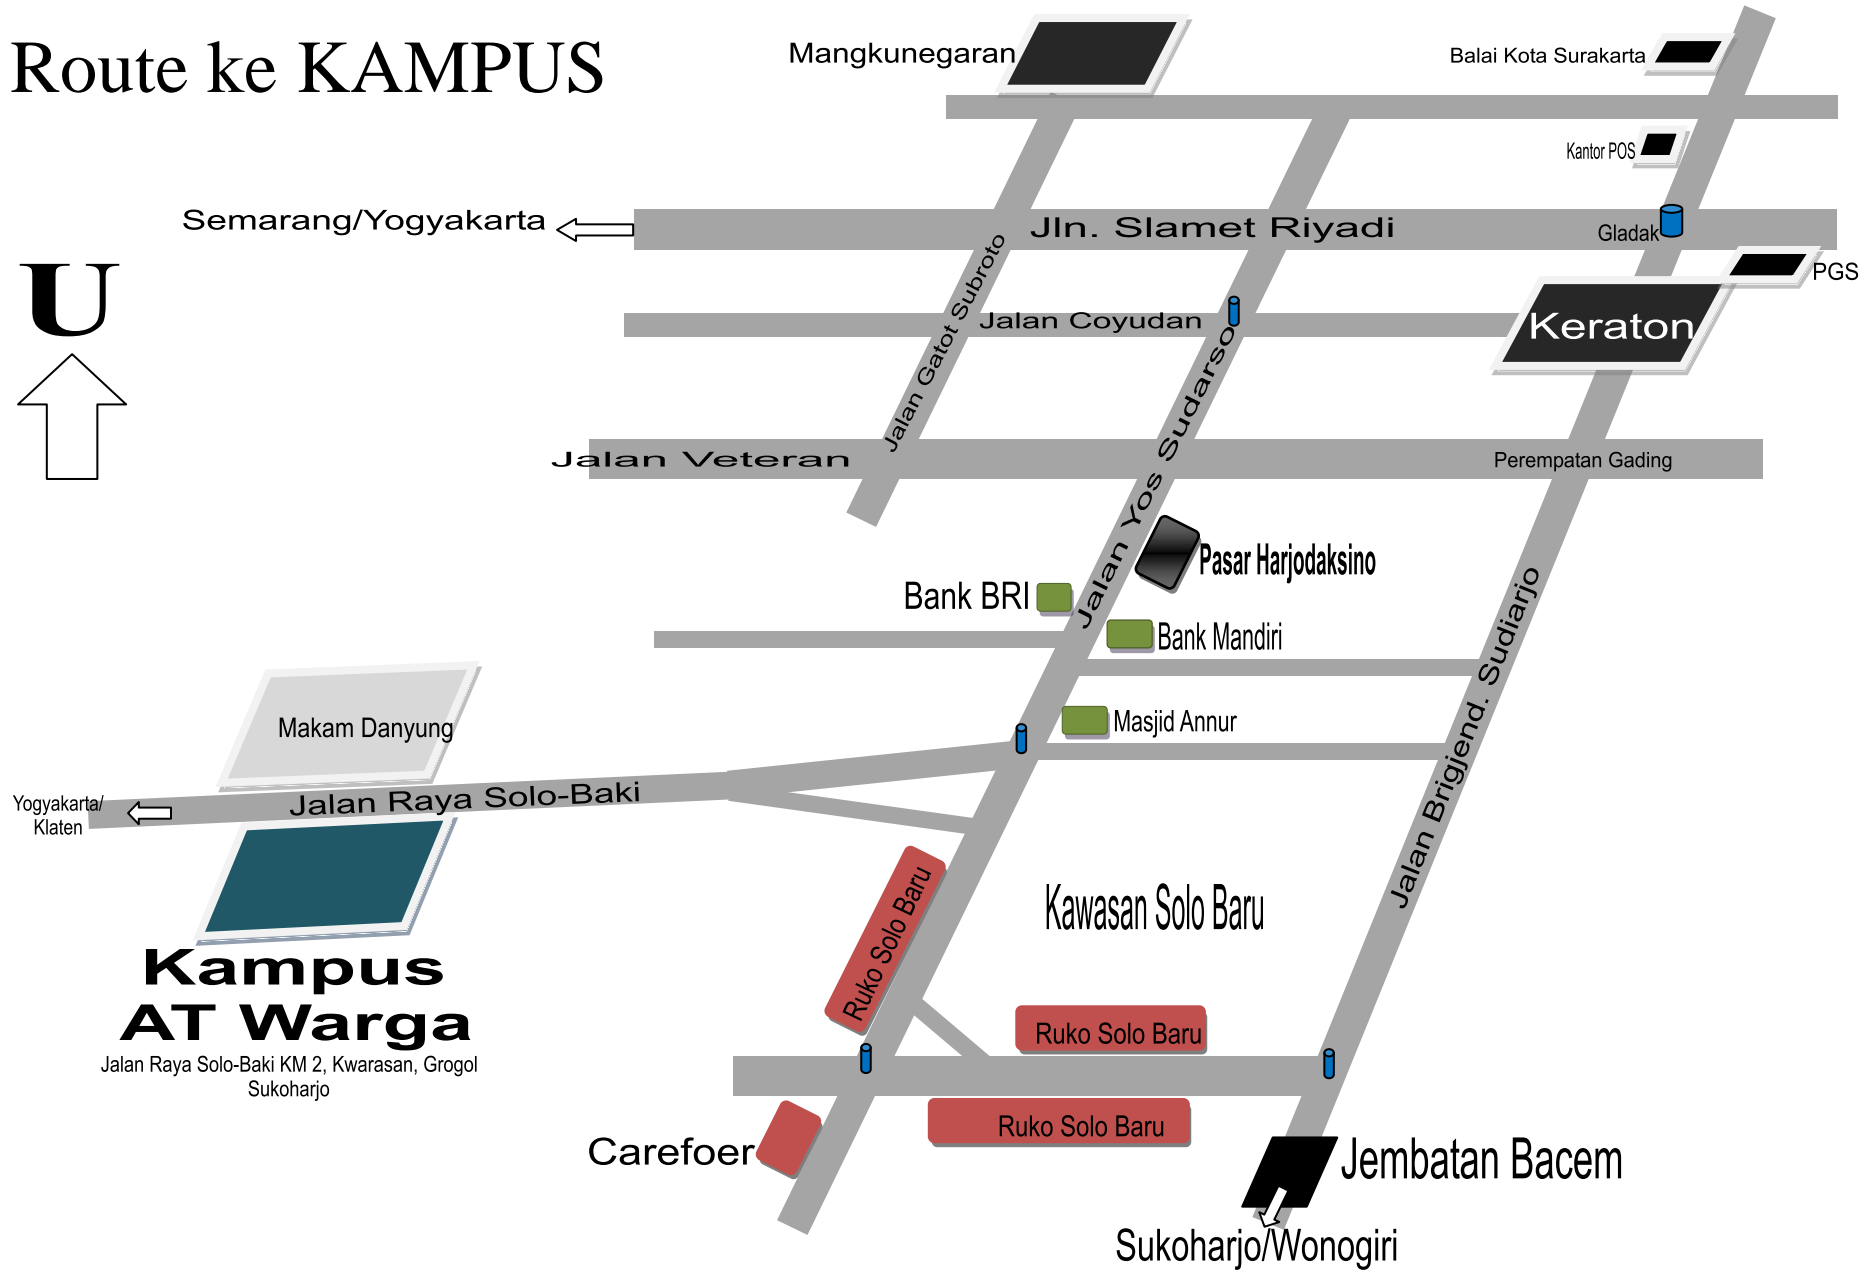 Route ke KAMPUS
Mangkunegaran
Balai Kota Surakarta
Kantor POS
Semarang/Yogyakarta
Jln. Slamet Riyadi
Gladak
PGS
U
Jalan Gatot Subroto
Jalan Coyudan
Keraton
Jalan Yos Sudarso
Jalan Veteran
Perempatan Gading
Pasar Harjodaksino
Bank BRI
Bank Mandiri
Jalan Brigjend. Sudiarjo
Makam Danyung
Masjid Annur
Yogyakarta/
Klaten
Jalan Raya Solo-Baki
Ruko Solo Baru
Kawasan Solo Baru
Kampus
AT Warga
Jalan Raya Solo-Baki KM 2, Kwarasan, Grogol
Sukoharjo
Ruko Solo Baru
Ruko Solo Baru
Carefoer
Jembatan Bacem
Sukoharjo/Wonogiri